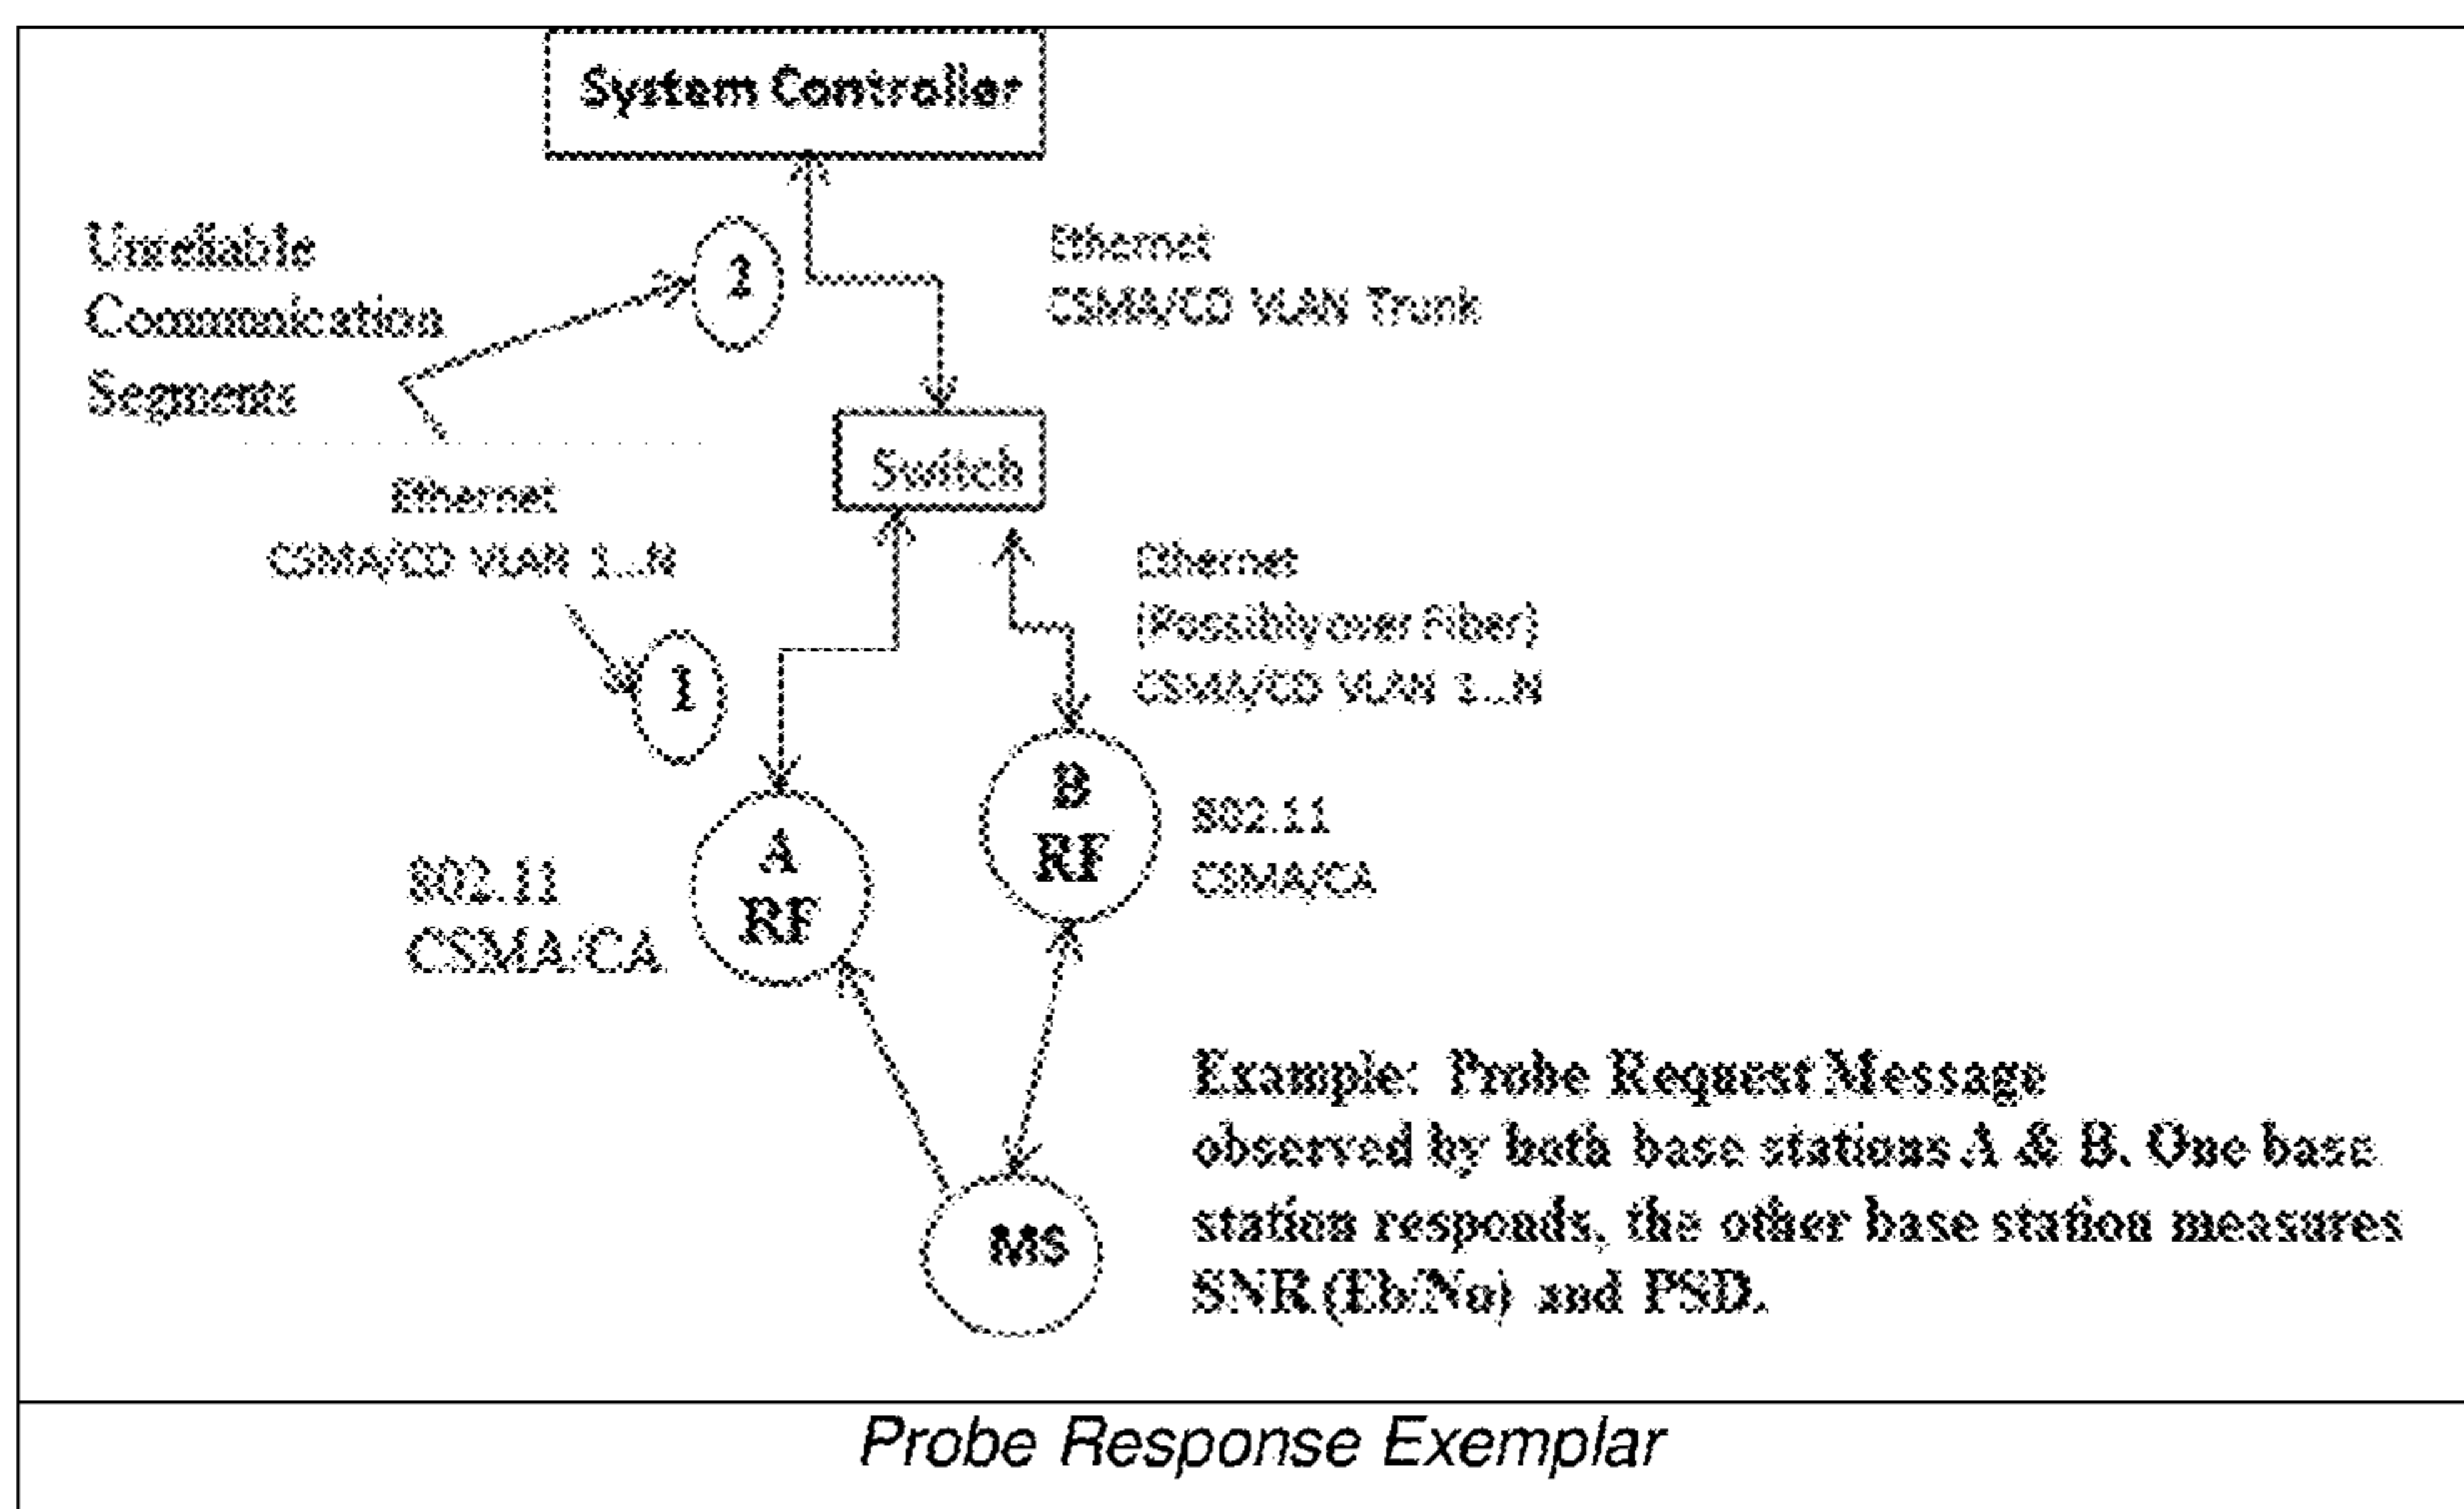 System Controller
Unreliable
Communication
Segments
2
Ethernet
CSMA/CD VLAN Trunk
Switch
Ethernet
CSMA/CD VLAN 1...N
1
Ethernet
(Possibly over Fiber)
CSMA/CD VLAN 1...N
A
RF
B
RF
802.11
CSMA/CA
802.11
CSMA/CA
MS
Example: Probe Request Message
observed by both base stations A & B. One base
station responds, the other base station measures
SNR (Eb/No) and PSD.
Probe Response Exemplar